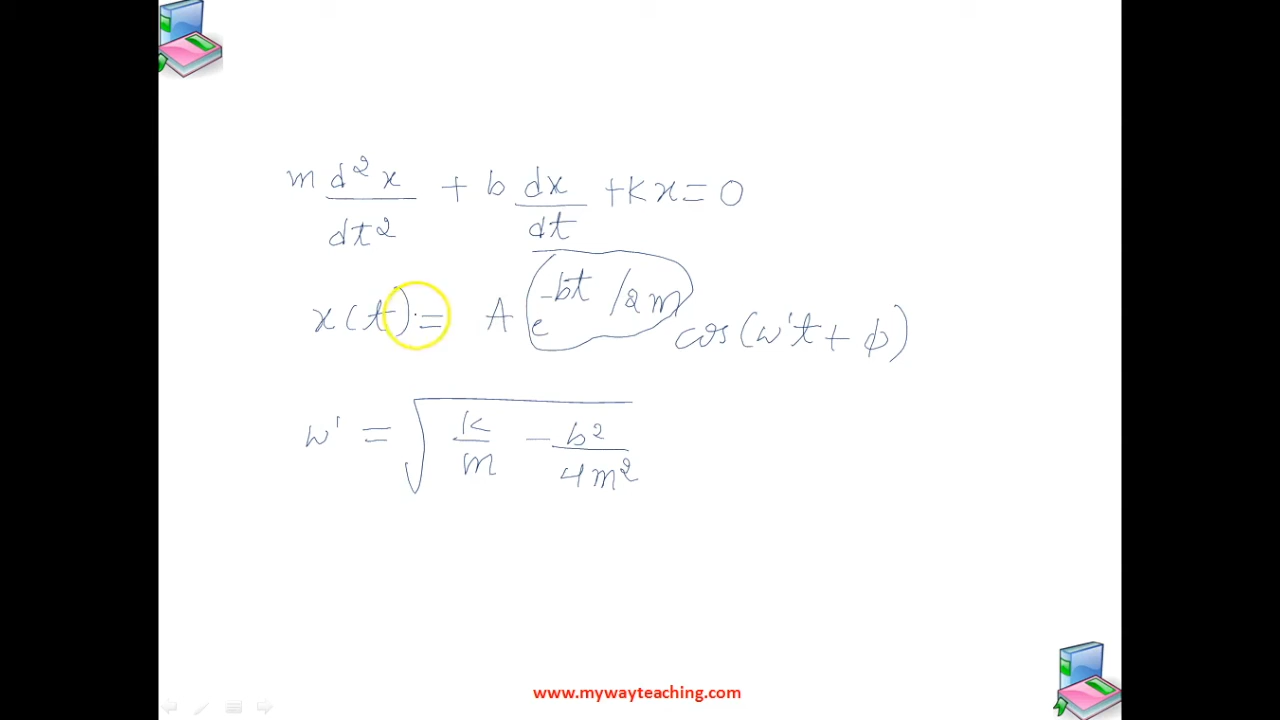 m d²x/dt² + b dx/dt + kx = 0
x(t) = A e^-bt/2m cos(w't + ϕ)
w' = √(k/m - b²/4m²)
www.mywayteaching.com